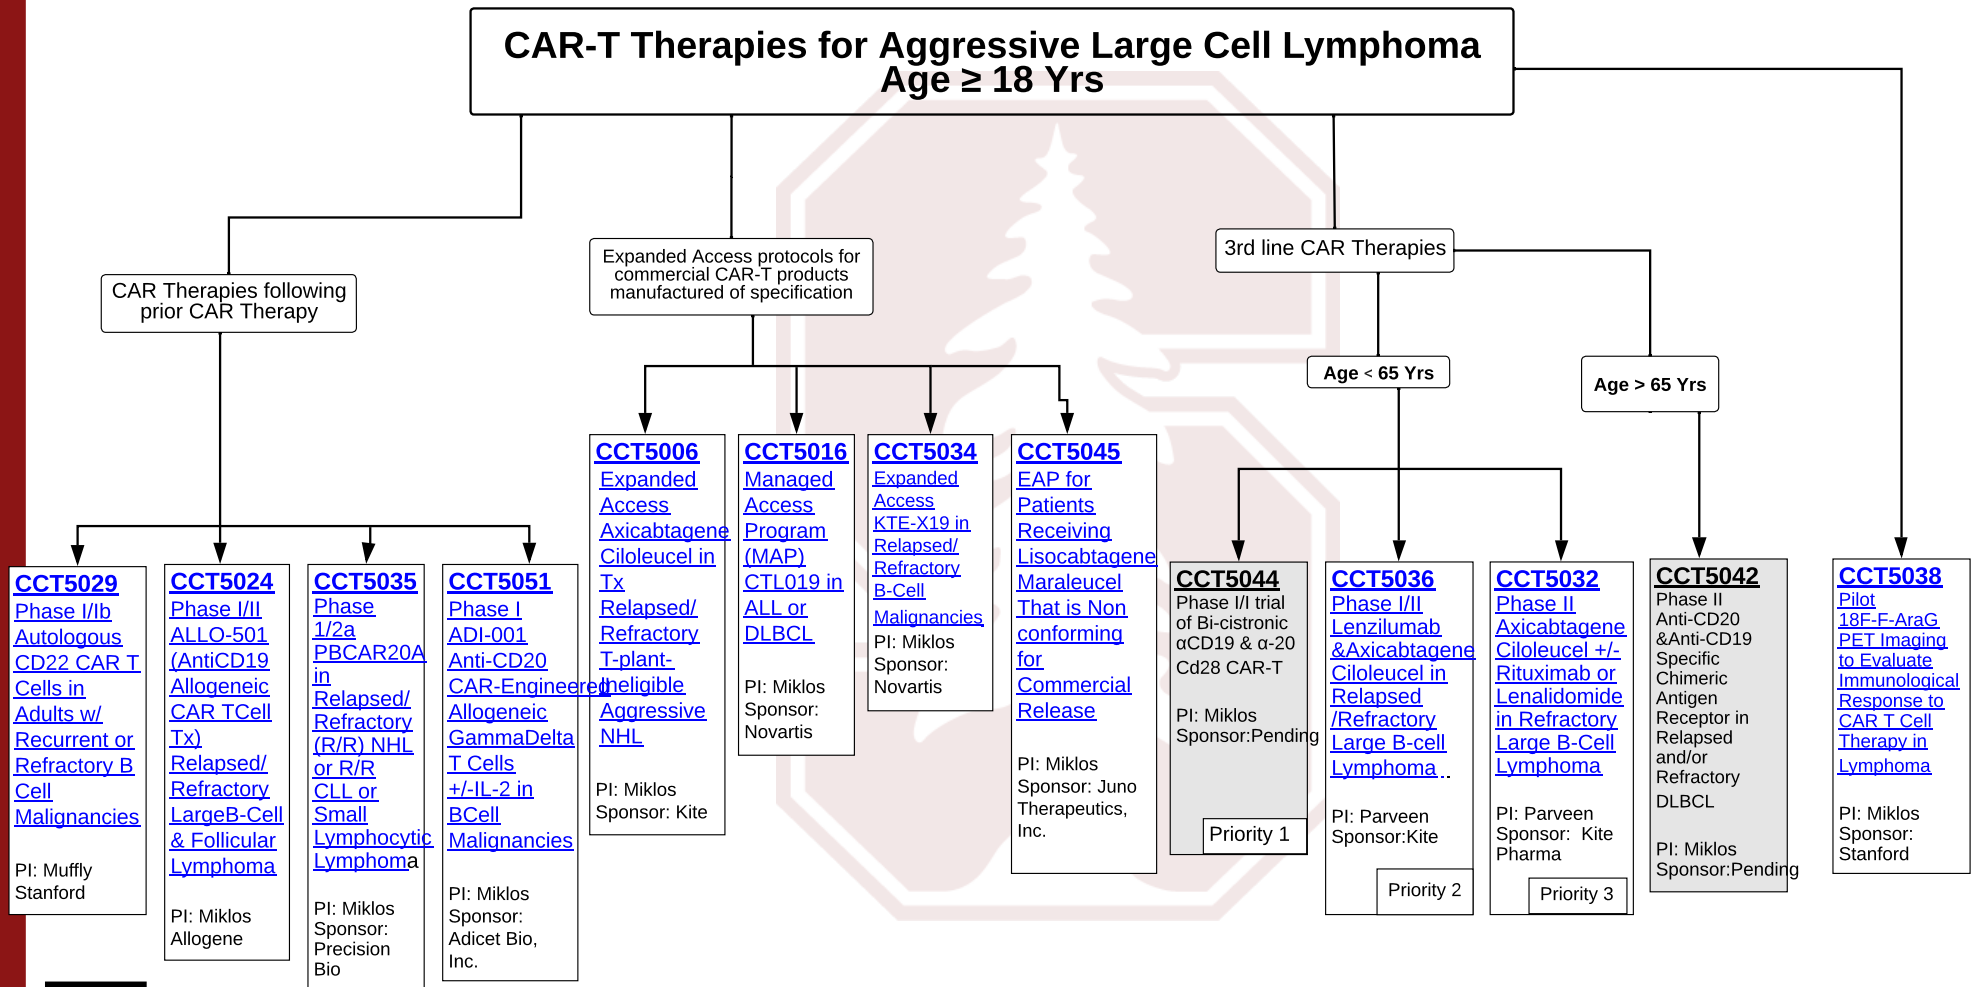 CAR-T Therapies for Aggressive Large Cell Lymphoma
Age ≥ 18 Yrs
CAR Therapies following
prior CAR Therapy
Expanded Access protocols for
commercial CAR-T products
manufactured of specification
3rd line CAR Therapies
Age < 65 Yrs
Age > 65 Yrs
CCT5029
Phase I/Ib
Autologous
CD22 CAR T
Cells in
Adults w/
Recurrent or
Refractory B
Cell
Malignancies
PI: Muffly
Stanford
CCT5024
Phase I/II
ALLO-501
(AntiCD19
Allogeneic
CAR TCell
Tx)
Relapsed/
Refractory
LargeB-Cell
& Follicular
Lymphoma
PI: Miklos
Allogene
CCT5035
Phase
1/2a
PBCAR20A
in
Relapsed/
Refractory
(R/R) NHL
or R/R
CLL or
Small
Lymphocytic
Lymphoma
PI: Miklos
Sponsor:
Precision
Bio
CCT5051
Phase I
ADI-001
Anti-CD20
CAR-Engineered
Allogeneic
GammaDelta
T Cells
+/-IL-2 in
BCell
Malignancies
PI: Miklos
Sponsor:
Adicet Bio,
Inc.
CCT5006
Expanded
Access
Axicabtagene
Ciloleucel in
Tx
Relapsed/
Refractory
T-plant-
Ineligible
Aggressive
NHL
PI: Miklos
Sponsor: Kite
CCT5016
Managed
Access
Program
(MAP)
CTL019 in
ALL or
DLBCL
PI: Miklos
Sponsor:
Novartis
CCT5034
Expanded
Access
KTE-X19 in
Relapsed/
Refractory
B-Cell
Malignancies
PI: Miklos
Sponsor:
Novartis
CCT5045
EAP for
Patients
Receiving
Lisocabtagene
Maraleucel
That is Non
conforming
for
Commercial
Release
PI: Miklos
Sponsor: Juno
Therapeutics,
Inc.
CCT5044
Phase I/I trial
of Bi-cistronic
αCD19 & α-20
Cd28 CAR-T
PI: Miklos
Sponsor:Pending
Priority 1
CCT5036
Phase I/II
Lenzilumab
&Axicabtagene
Ciloleucel in
Relapsed
/Refractory
Large B-cell
Lymphoma
PI: Parveen
Sponsor:Kite
Priority 2
CCT5032
Phase II
Axicabtagene
Ciloleucel +/-
Rituximab or
Lenalidomide
in Refractory
Large B-Cell
Lymphoma
PI: Parveen
Sponsor: Kite
Pharma
Priority 3
CCT5042
Phase II
Anti-CD20
&Anti-CD19
Specific
Chimeric
Antigen
Receptor in
Relapsed
and/or
Refractory
DLBCL
PI: Miklos
Sponsor:Pending
CCT5038
Pilot
18F-F-AraG
PET Imaging
to Evaluate
Immunological
Response to
CAR T Cell
Therapy in
Lymphoma
PI: Miklos
Sponsor:
Stanford